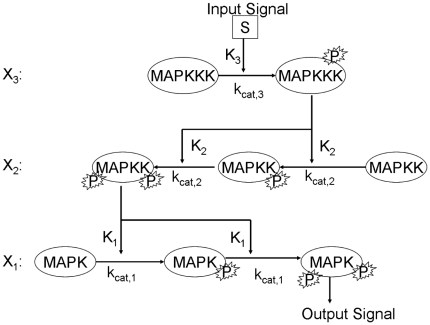 Input Signal
S
K3
P
X3: MAPKKK MAPKKK
kcat,3
K2 K2
X2: MAPKK MAPKK MAPKK
P P P
kcat,2 kcat,2
K1 K1
X1: MAPK MAPK MAPK
P P P
kcat,1 kcat,1
Output Signal